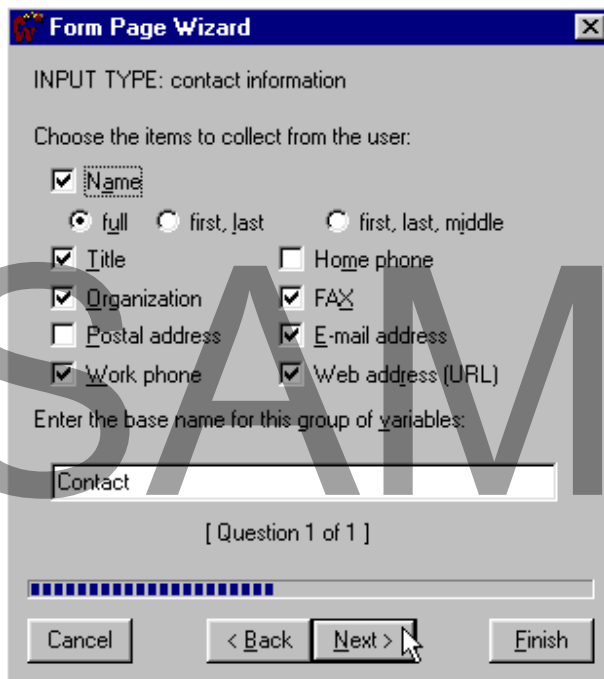 Form Page Wizard
INPUT TYPE: contact information
Choose the items to collect from the user:
Name
full first, last first, last, middle
Title Home phone
Organization FAX
Postal address E-mail address
Work phone Web address (URL)
Enter the base name for this group of variables:
Contact
[ Question 1 of 1 ]
Cancel < Back Next > Finish
SAM